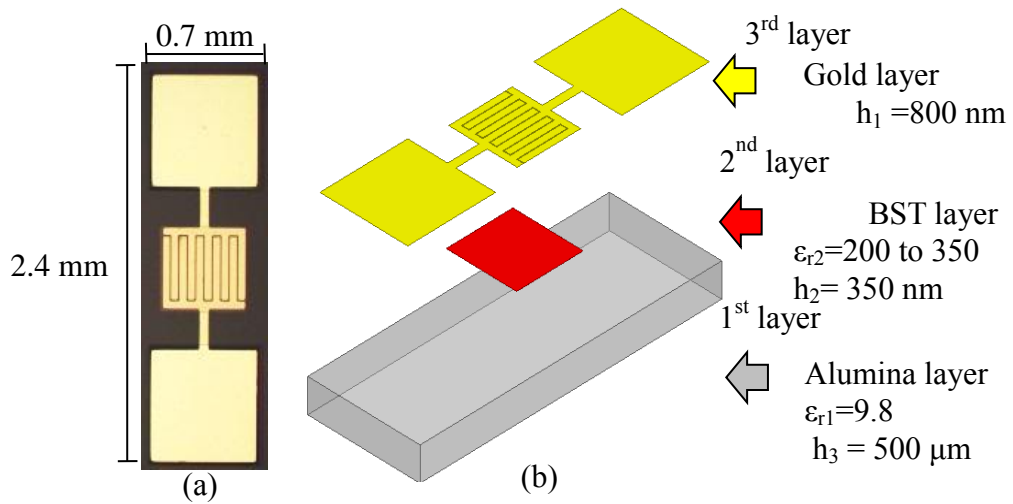 0.7 mm
2.4 mm
(a)
3rd layer
Gold layer
h1 =800 nm
2nd layer
BST layer
εr2=200 to 350
h2= 350 nm
1st layer
Alumina layer
εr1=9.8
h3 = 500 μm
(b)